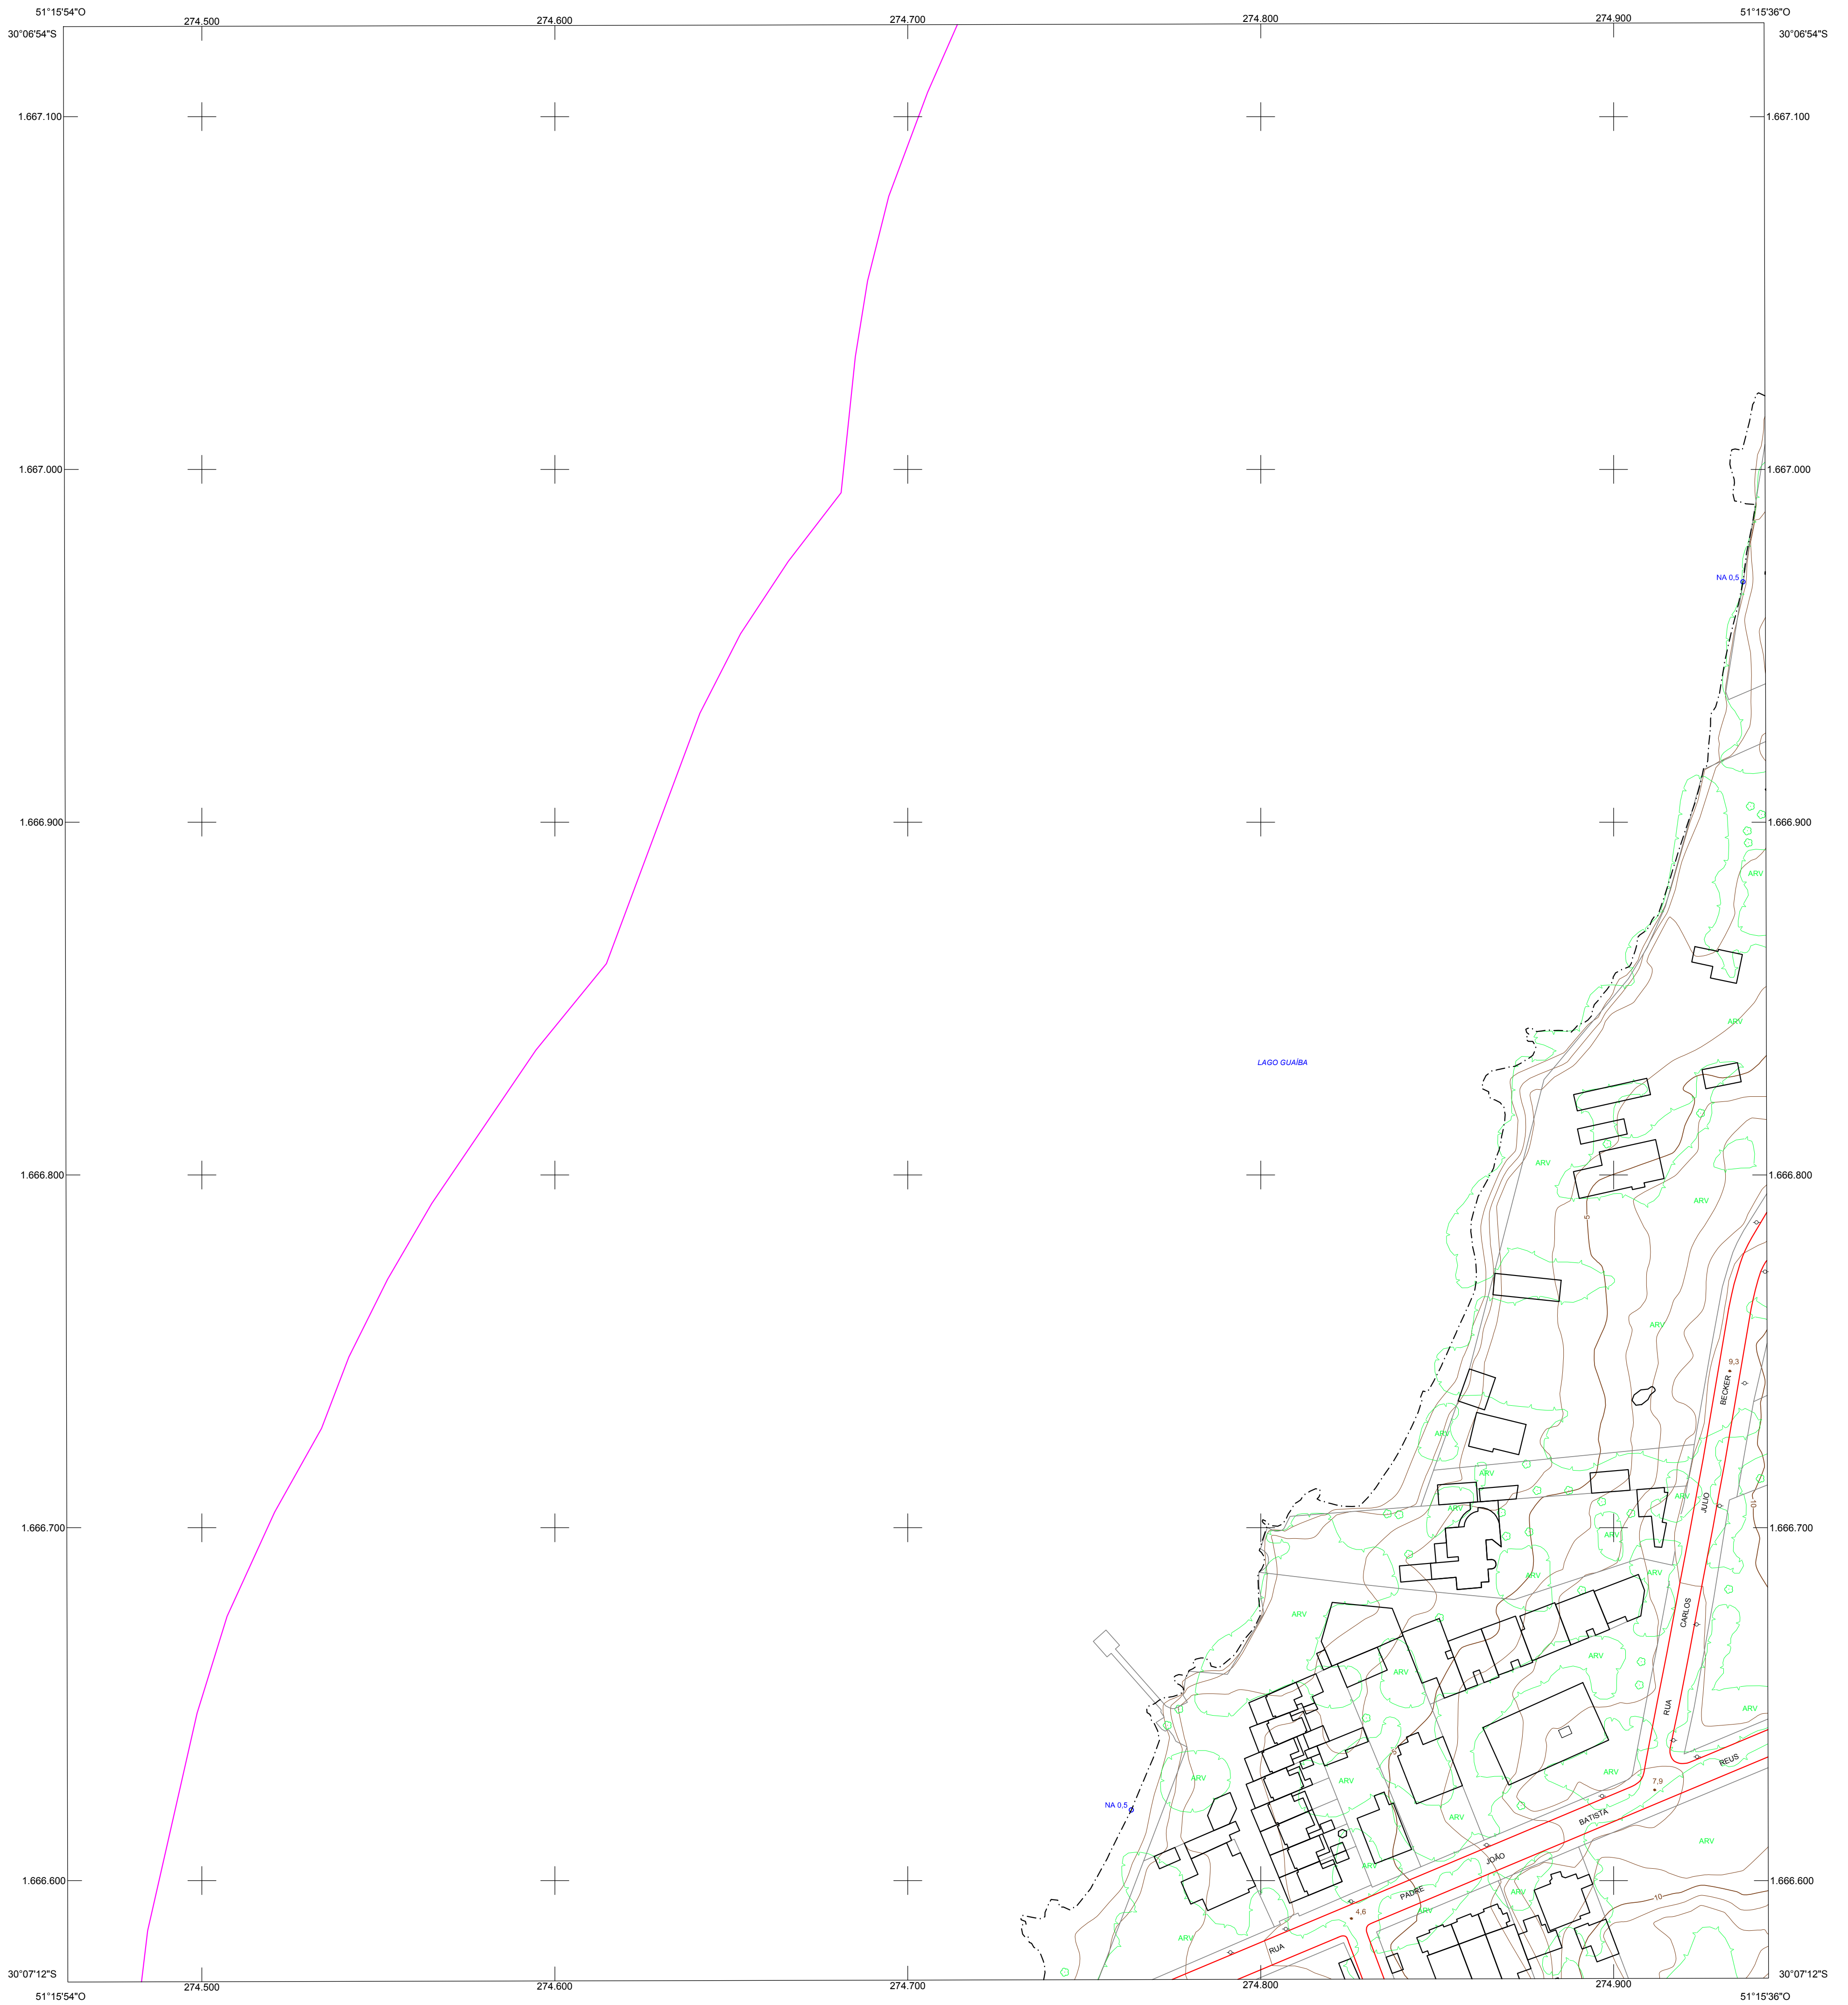 51°15'54"O
274.500
274.600
274.700
274.800
274.900
51°15'36"O
30°06'54"S
30°06'54"S
1.667.100
1.667.100
1.667.000
1.667.000
NA 0,5
1.666.900
1.666.900
ARV
ARV
LAGO GUAÍBA
ARV
1.666.800
1.666.800
ARV
5
ARV
9,3
BECKER
ARV
ARV
ARV
JULIO
10
ARV
1.666.700
1.666.700
ARV
ARV
ARV
ARV
CARLOS
ARV
ARV
RUA
ARV
5
REUS
ARV
ARV
ARV
7,9
NA 0,5
BATISTA
ARV
ARV
JOÃO
ARV
1.666.600
1.666.600
PADRE
ARV
10
4,6
ARV
ARV
RUA
30°07'12"S
30°07'12"S
274.500
274.600
274.700
274.800
274.900
51°15'54"O
51°15'36"O